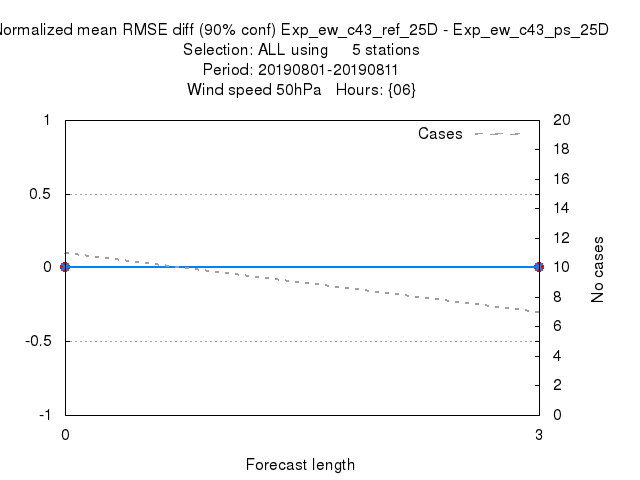 Normalized mean RMSE diff (90% conf) Exp_ew_c43_ref_25D - Exp_ew_c43_ps_25D
Selection: ALL using 5 stations
Period: 20190801-20190811
Wind speed 50hPa Hours: {06}
1
0.5
0
-0.5
-1
Cases
20
18
16
14
12
10
8
6
4
2
0
No cases
0
3
Forecast length